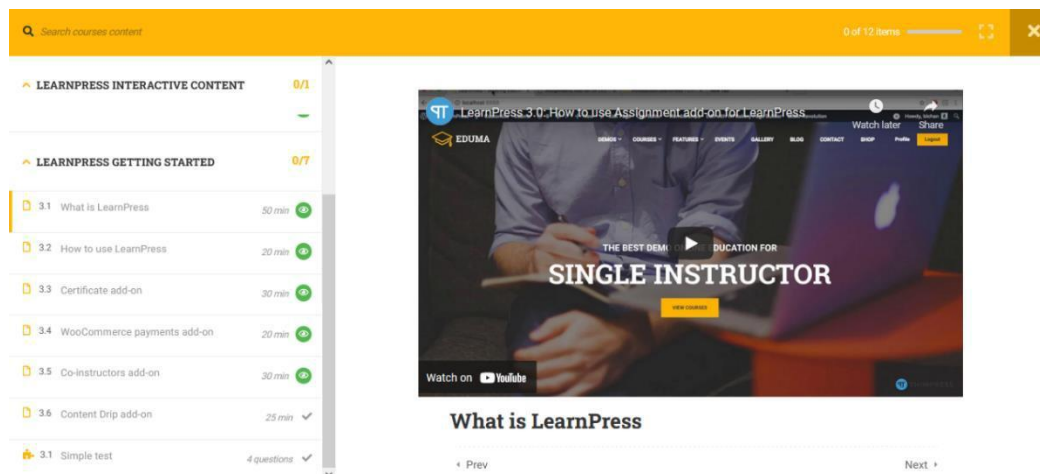 Search courses content
0 of 12 items
LEARNPRESS INTERACTIVE CONTENT 0/1
LEARNPRESS GETTING STARTED 0/7
3.1 What is LearnPress 50 min
3.2 How to use LearnPress 20 min
3.3 Certificate add-on 30 min
3.4 WooCommerce payments add-on 20 min
3.5 Co-instructors add-on 30 min
3.6 Content Drip add-on 25 min
3.1 Simple test 4 questions
LearnPress 3.0: How to use Assignment add-on for LearnPress
Watch later Share
EDUMA
DEMOS COURSES FEATURES EVENTS GALLERY BLOG CONTACT SHOP Profile Logout
THE BEST DEMO EDUCATION FOR
SINGLE INSTRUCTOR
VIEW COURSES
Watch on YouTube
What is LearnPress
Prev
Next